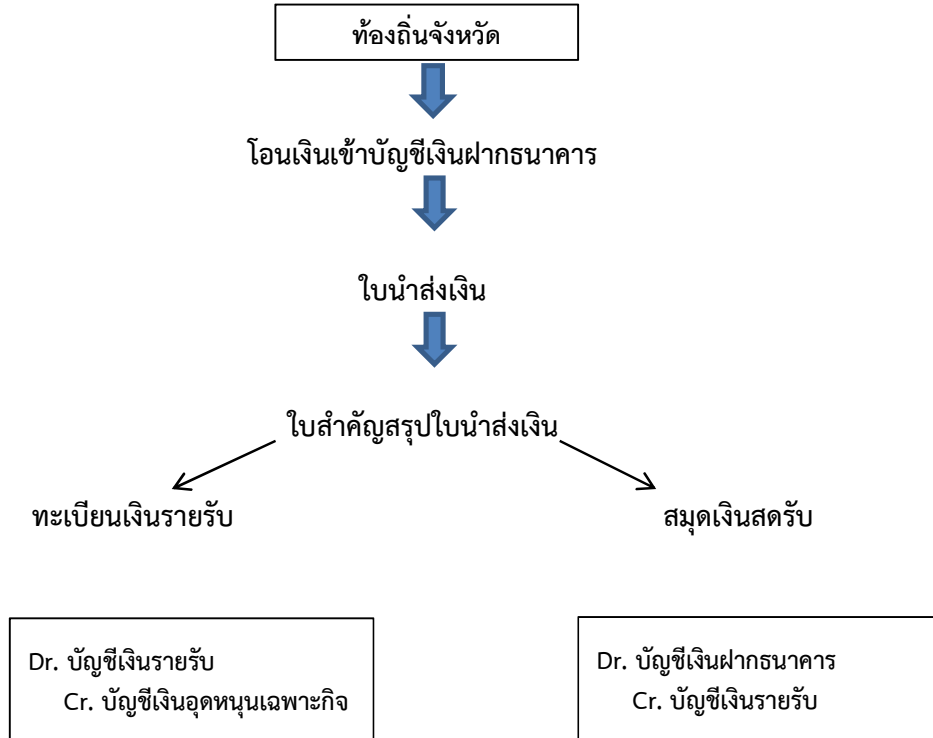 ท้องถิ่นจังหวัด
โอนเงินเข้าบัญชีเงินฝากธนาคาร
ใบนำส่งเงิน
ใบสำคัญสรุปใบนำส่งเงิน
ทะเบียนเงินรายรับ
สมุดเงินสดรับ
Dr. บัญชีเงินรายรับ
Cr. บัญชีเงินอุดหนุนเฉพาะกิจ
Dr. บัญชีเงินฝากธนาคาร
Cr. บัญชีเงินรายรับ